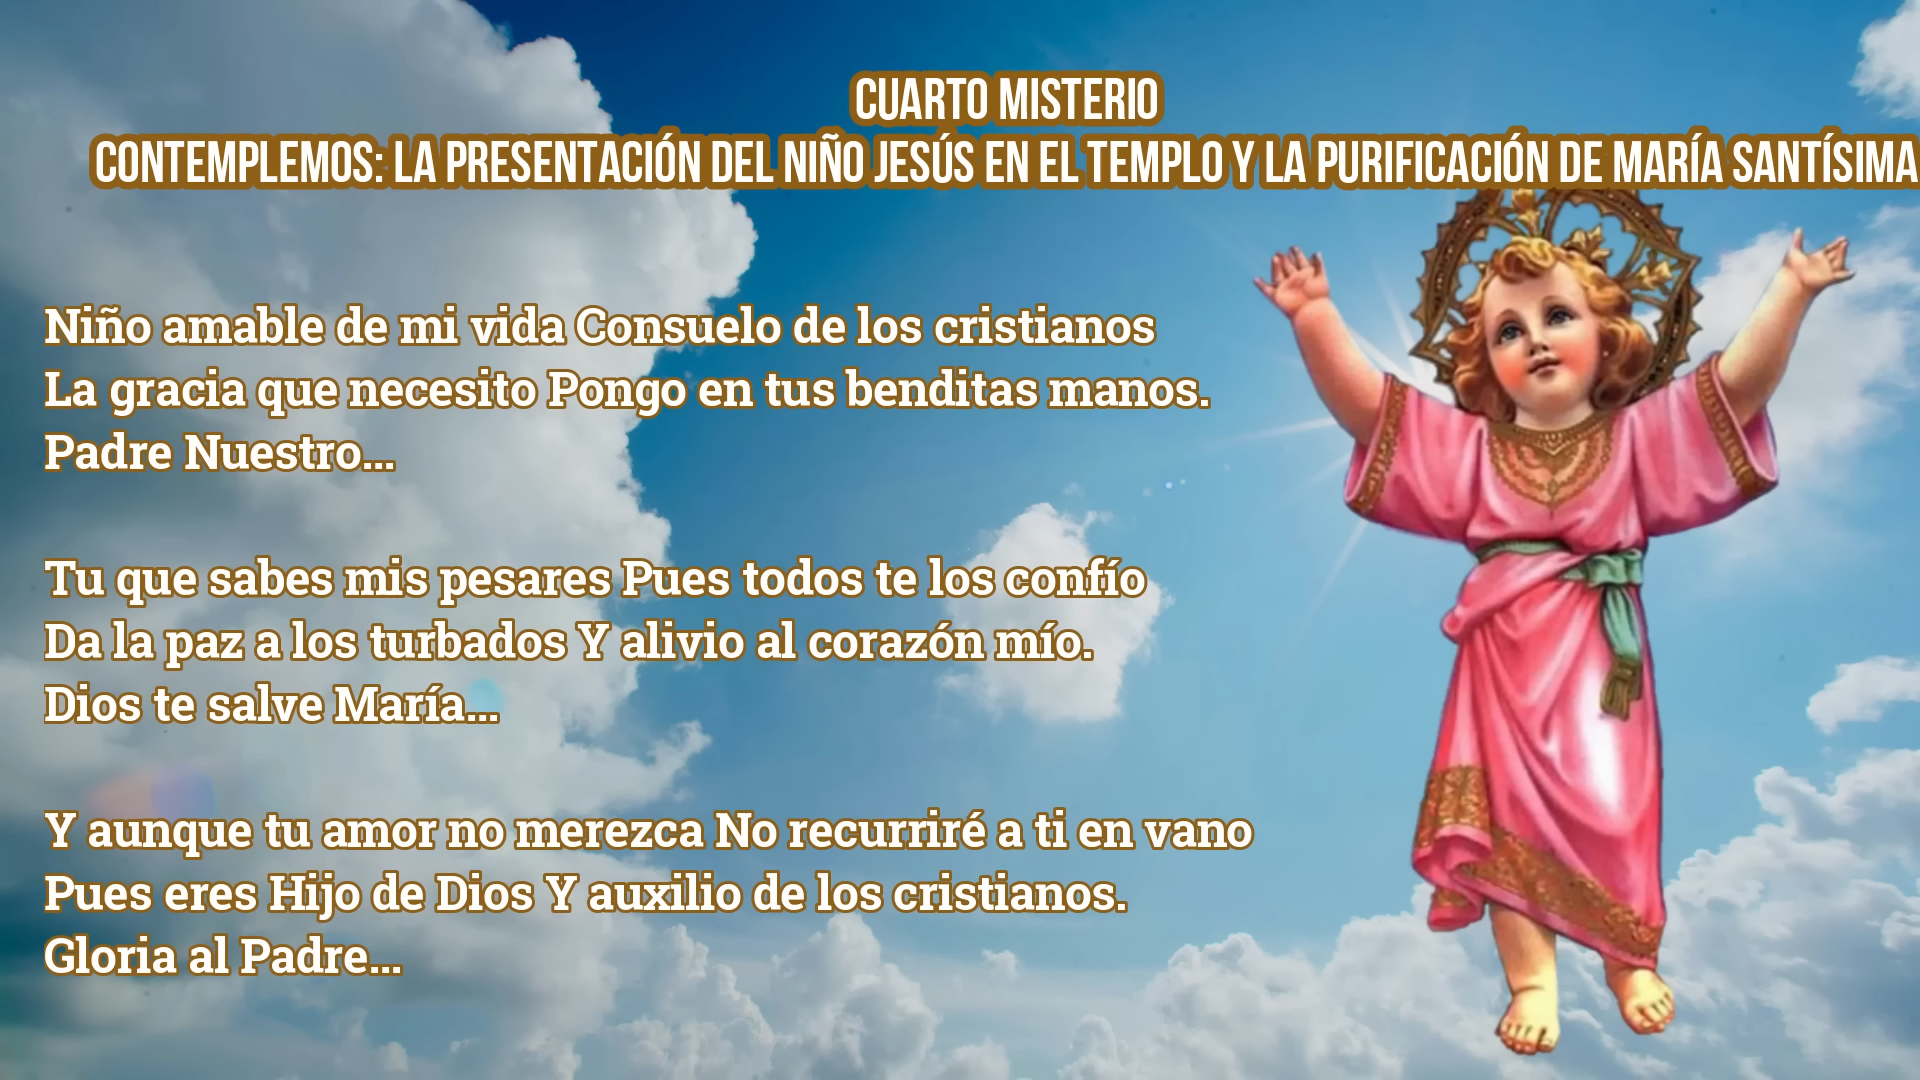 CUARTO MISTERIO
CONTEMPLEMOS: LA PRESENTACIÓN DEL NIÑO JESÚS EN EL TEMPLO Y LA PURIFICACIÓN DE MARÍA SANTÍSIMA
Niño amable de mi vida Consuelo de los cristianos
La gracia que necesito Pongo en tus benditas manos.
Padre Nuestro...
Tu que sabes mis pesares Pues todos te los confío
Da la paz a los turbados Y alivio al corazón mío.
Dios te salve María...
Y aunque tu amor no merezca No recurriré a ti en vano
Pues eres Hijo de Dios Y auxilio de los cristianos.
Gloria al Padre...